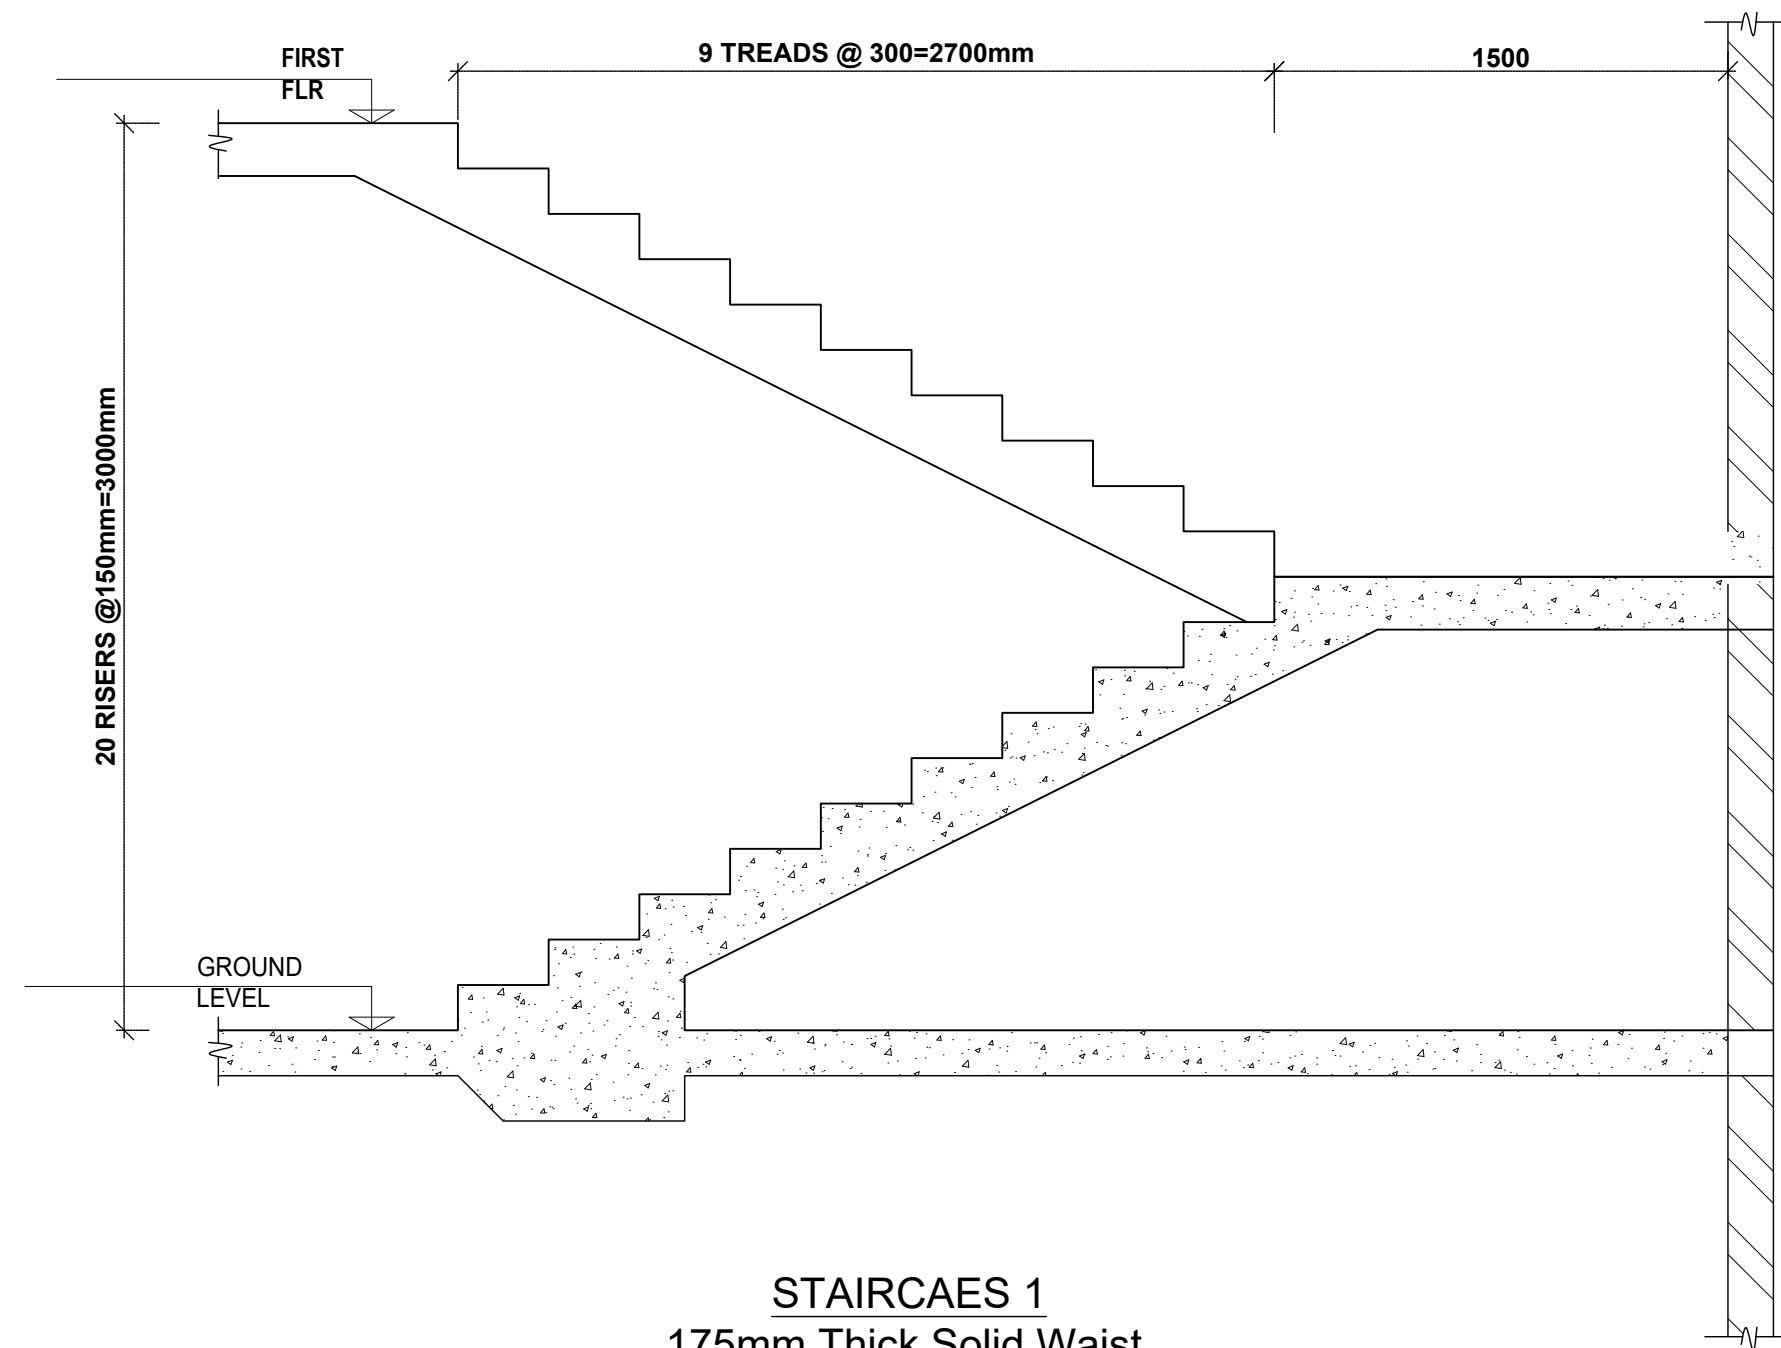 FIRST
FLR
9 TREADS @ 300=2700mm
1500
20 RISERS @150mm=3000mm
GROUND
LEVEL
STAIRCAES 1
175mm Thick Solid Waist